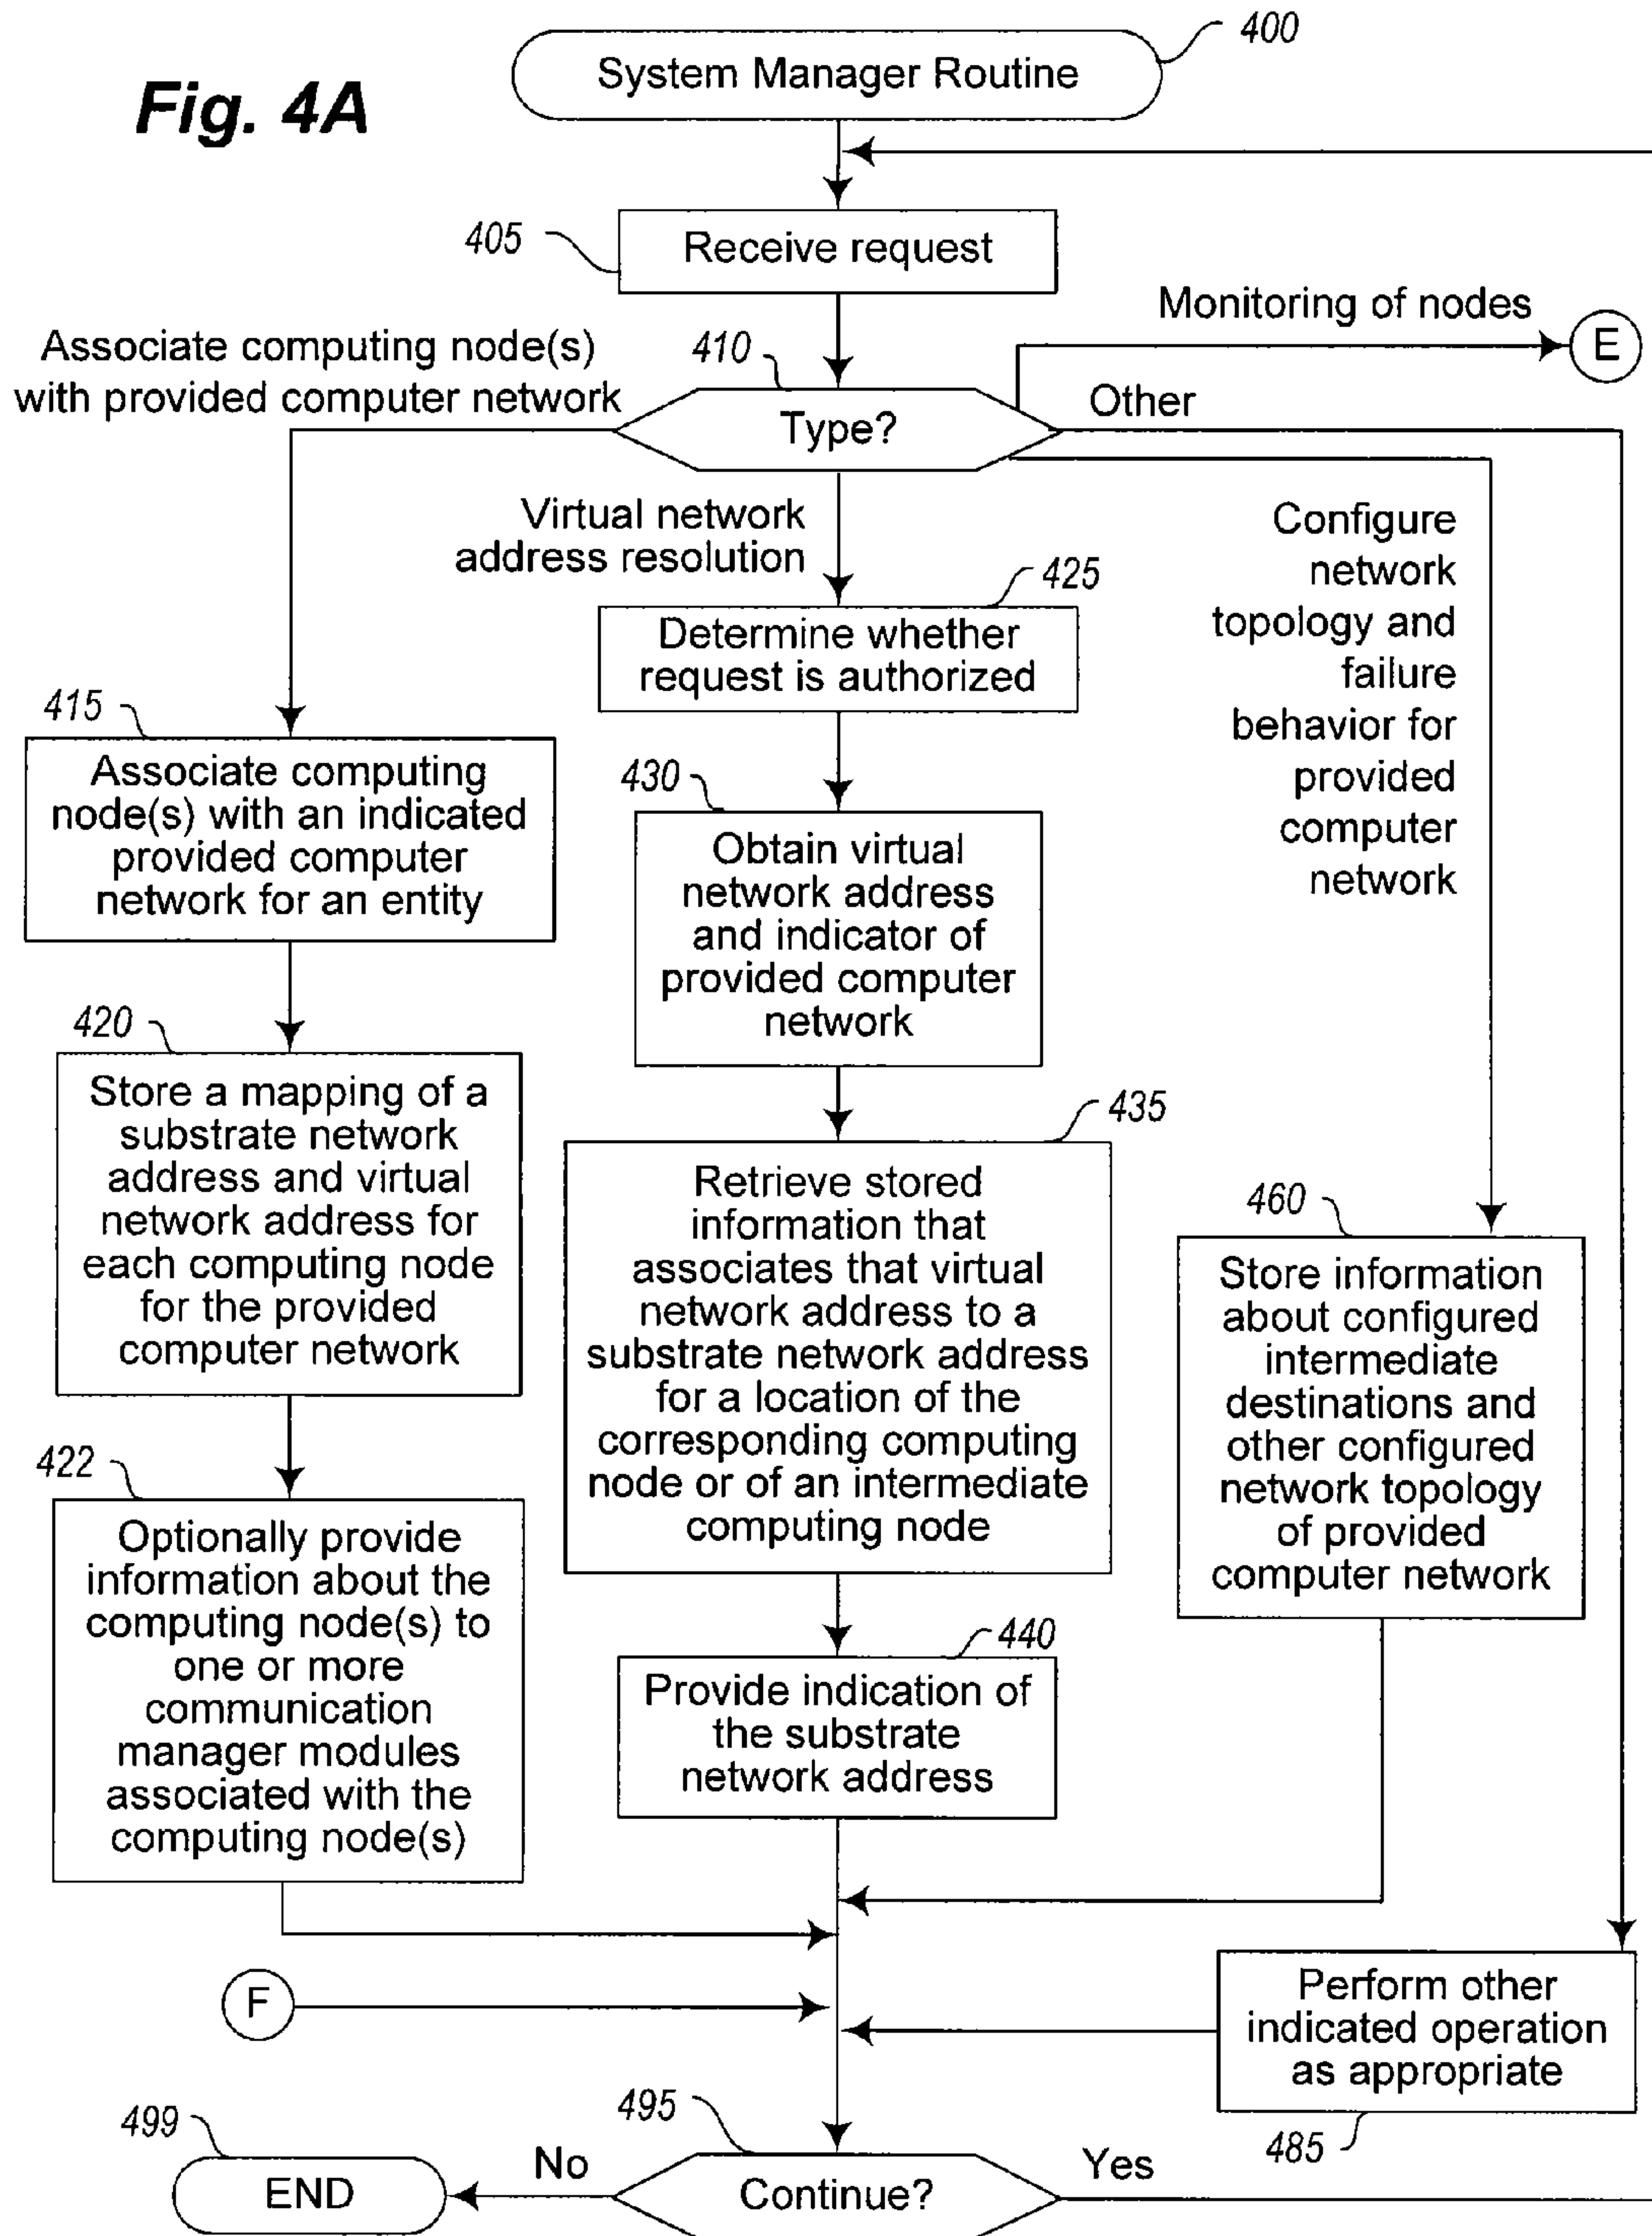 Fig. 4A
System Manager Routine
400
405
Receive request
Monitoring of nodes
E
Associate computing node(s)
with provided computer network
410
Type?
Other
Virtual network
address resolution
Configure
network
topology and
failure
behavior for
provided
computer
network
425
Determine whether
request is authorized
415
Associate computing
node(s) with an indicated
provided computer
network for an entity
430
Obtain virtual
network address
and indicator of
provided computer
network
420
Store a mapping of a
substrate network
address and virtual
network address for
each computing node
for the provided
computer network
435
Retrieve stored
information that
associates that virtual
network address to a
substrate network address
for a location of the
corresponding computing
node or of an intermediate
computing node
460
Store information
about configured
intermediate
destinations and
other configured
network topology
of provided
computer network
422
Optionally provide
information about the
computing node(s) to
one or more
communication
manager modules
associated with the
computing node(s)
440
Provide indication of
the substrate
network address
F
Perform other
indicated operation
as appropriate
485
495
Continue?
Yes
No
499
END